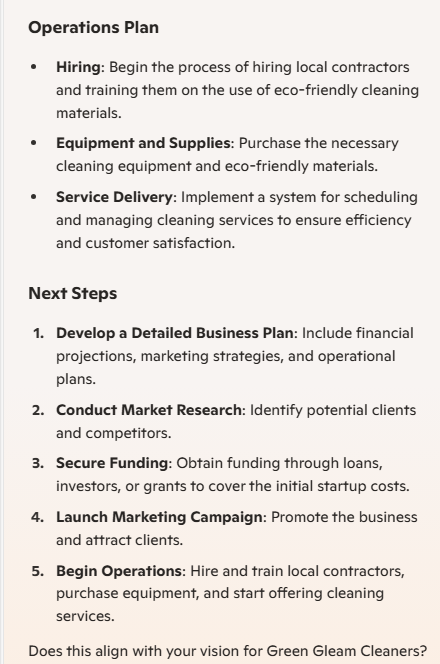 Operations Plan
• Hiring: Begin the process of hiring local contractors
and training them on the use of eco-friendly cleaning
materials.
• Equipment and Supplies: Purchase the necessary
cleaning equipment and eco-friendly materials.
• Service Delivery: Implement a system for scheduling
and managing cleaning services to ensure efficiency
and customer satisfaction.
Next Steps
1. Develop a Detailed Business Plan: Include financial
projections, marketing strategies, and operational
plans.
2. Conduct Market Research: Identify potential clients
and competitors.
3. Secure Funding: Obtain funding through loans,
investors, or grants to cover the initial startup costs.
4. Launch Marketing Campaign: Promote the business
and attract clients.
5. Begin Operations: Hire and train local contractors,
purchase equipment, and start offering cleaning
services.
Does this align with your vision for Green Gleam Cleaners?